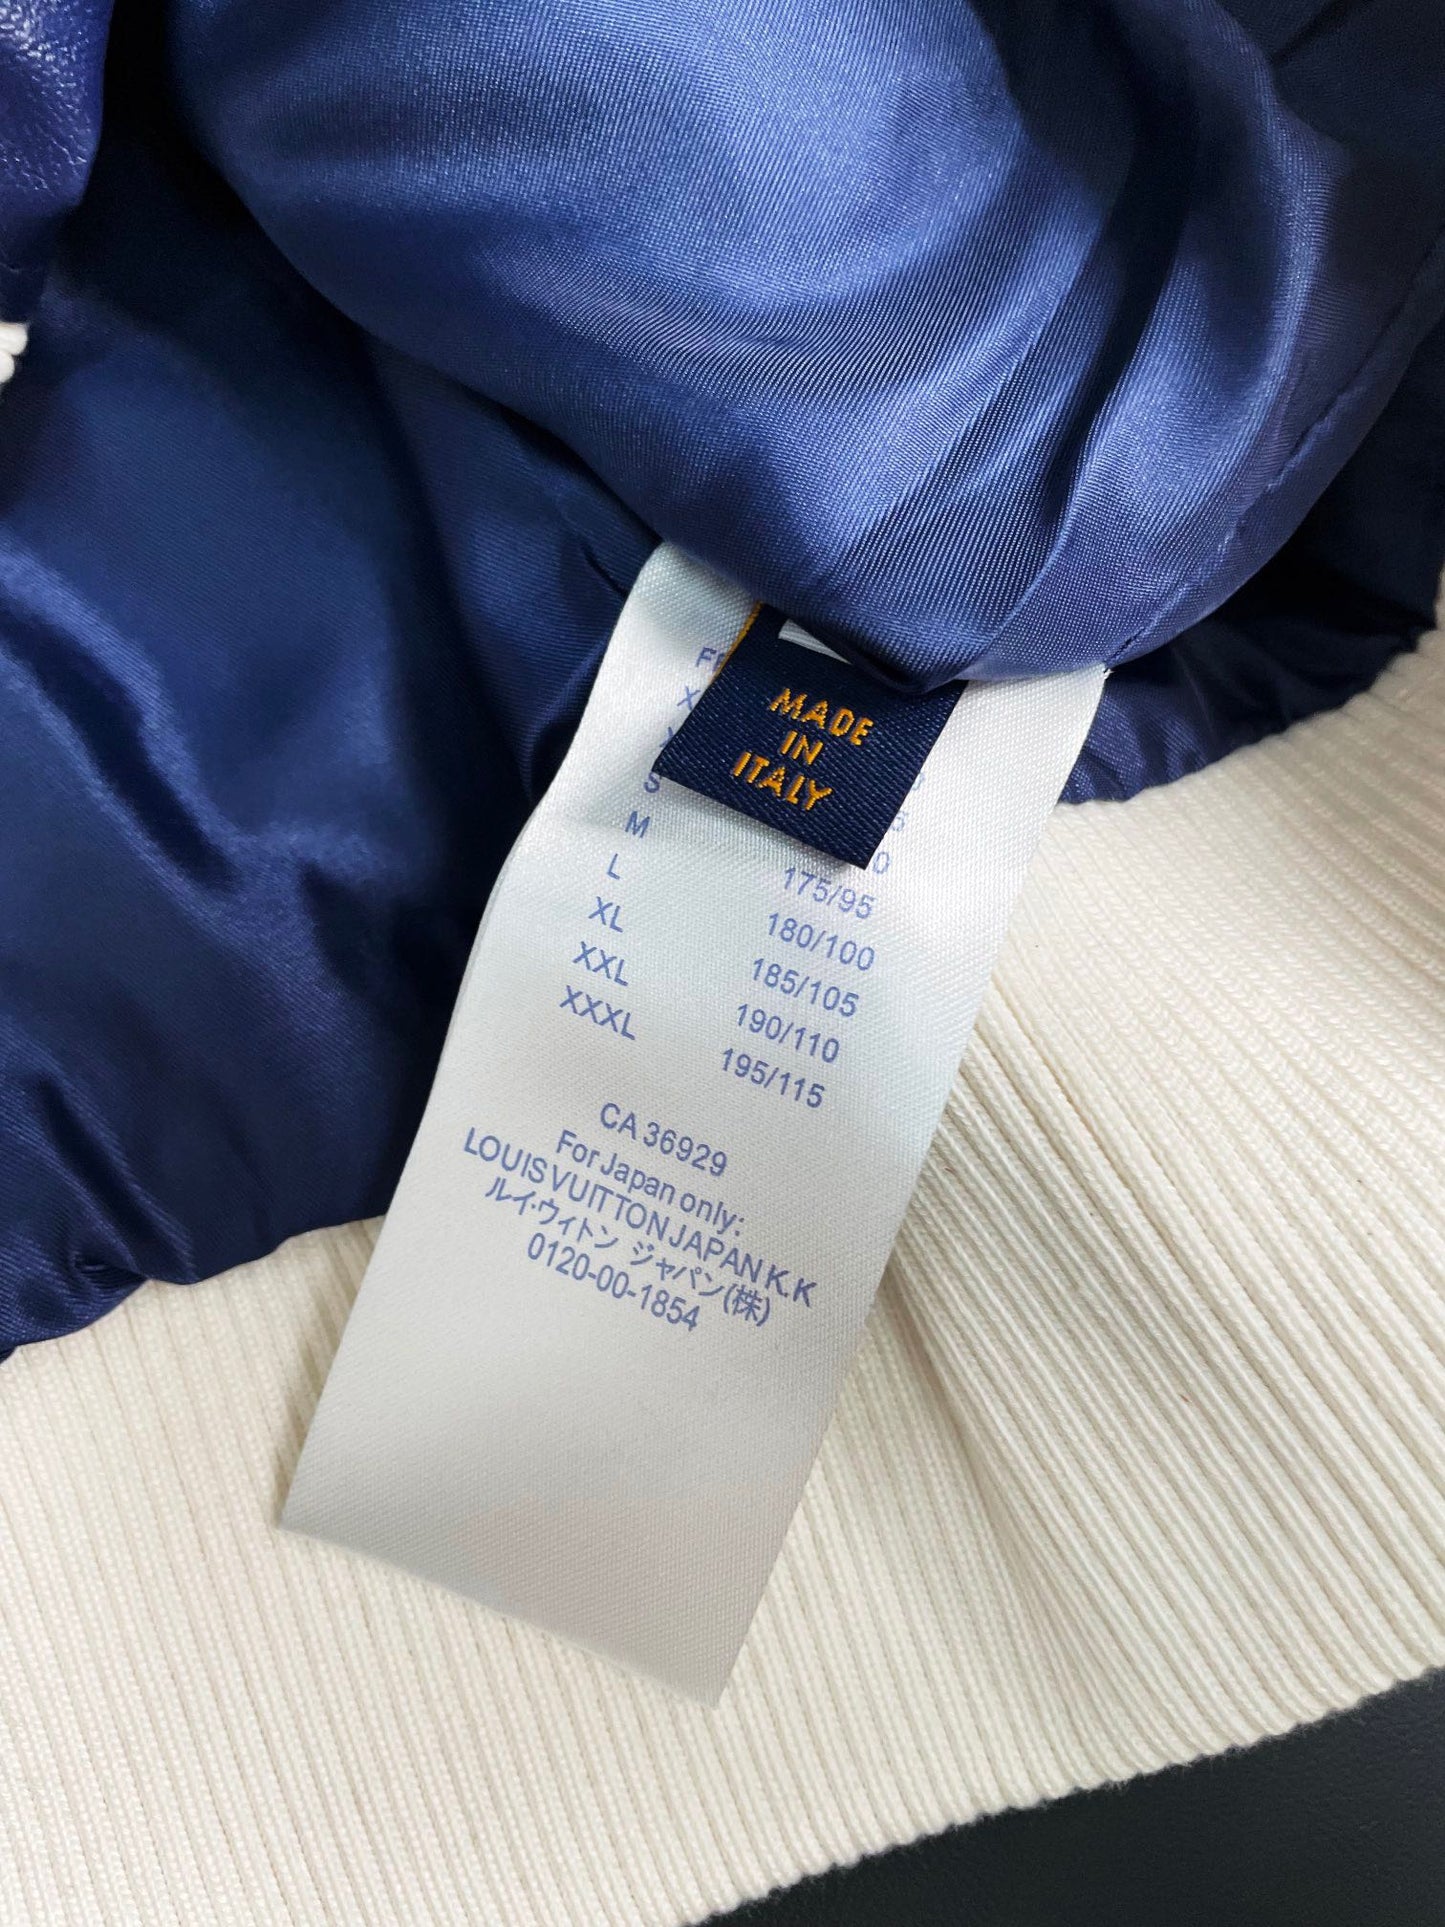 MADE
IN
ITALY
S
M
L 175/95
XL 180/100
XXL 185/105
XXXL 190/110
195/115
CA 36929
For Japan only:
LOUIS VUITTON JAPAN K.K
ルイ・ヴィトン ジャパン(株)
0120-00-1854